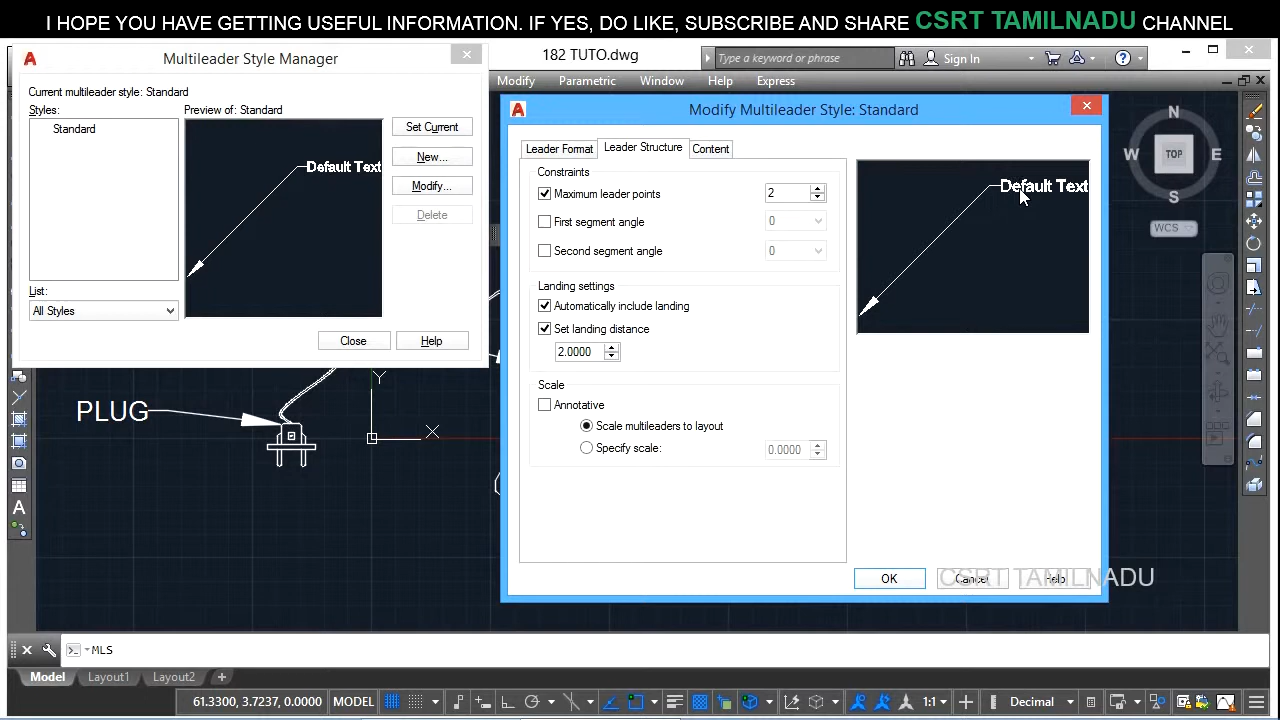 I HOPE YOU HAVE GETTING USEFUL INFORMATION. IF YES, DO LIKE, SUBSCRIBE AND SHARE CSRT TAMILNADU CHANNEL
Multileader Style Manager
182 TUTO.dwg
Type a keyword or phrase
Sign In
Modify Parametric Window Help Express
Current multileader style: Standard
Styles:
Preview of: Standard
Standard
Default Text
Set Current
New...
Modify...
Delete
List:
All Styles
Close
Help
Modify Multileader Style: Standard
Leader Format
Leader Structure
Content
Constraints
Maximum leader points
2
First segment angle
0
Second segment angle
0
Landing settings
Automatically include landing
Set landing distance
2.0000
Scale
Annotative
Scale multileaders to layout
Specify scale:
0.0000
Default Text
OK
Cancel
Help
CSRT TAMILNADU
N
W
TOP
E
S
WCS
PLUG
Y
X
A
MLS
Model
Layout1
Layout2
61.3300, 3.7237, 0.0000
MODEL
1:1
Decimal